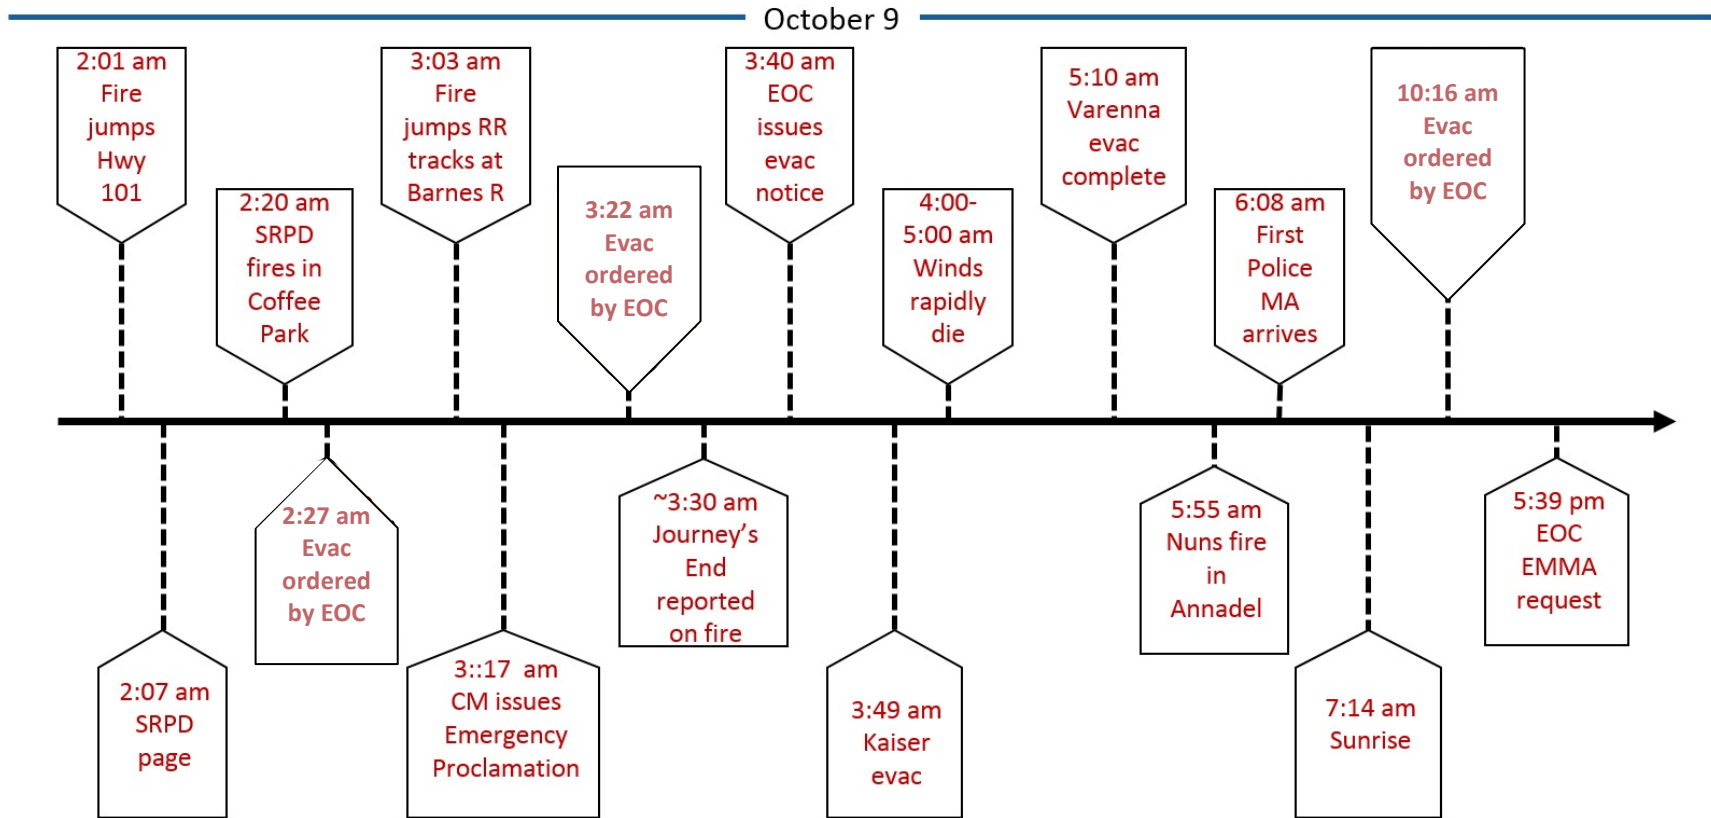 October 9
2:01 am
Fire
jumps
Hwy
101
2:07 am
SRPD
page
2:20 am
SRPD
fires in
Coffee
Park
2:27 am
Evac
ordered
by EOC
3:03 am
Fire
jumps RR
tracks at
Barnes R
3::17 am
CM issues
Emergency
Proclamation
3:22 am
Evac
ordered
by EOC
~3:30 am
Journey’s
End
reported
on fire
3:40 am
EOC
issues
evac
notice
3:49 am
Kaiser
evac
4:00-
5:00 am
Winds
rapidly
die
5:10 am
Varenna
evac
complete
5:55 am
Nuns fire
in
Annadel
6:08 am
First
Police
MA
arrives
7:14 am
Sunrise
10:16 am
Evac
ordered
by EOC
5:39 pm
EOC
EMMA
request